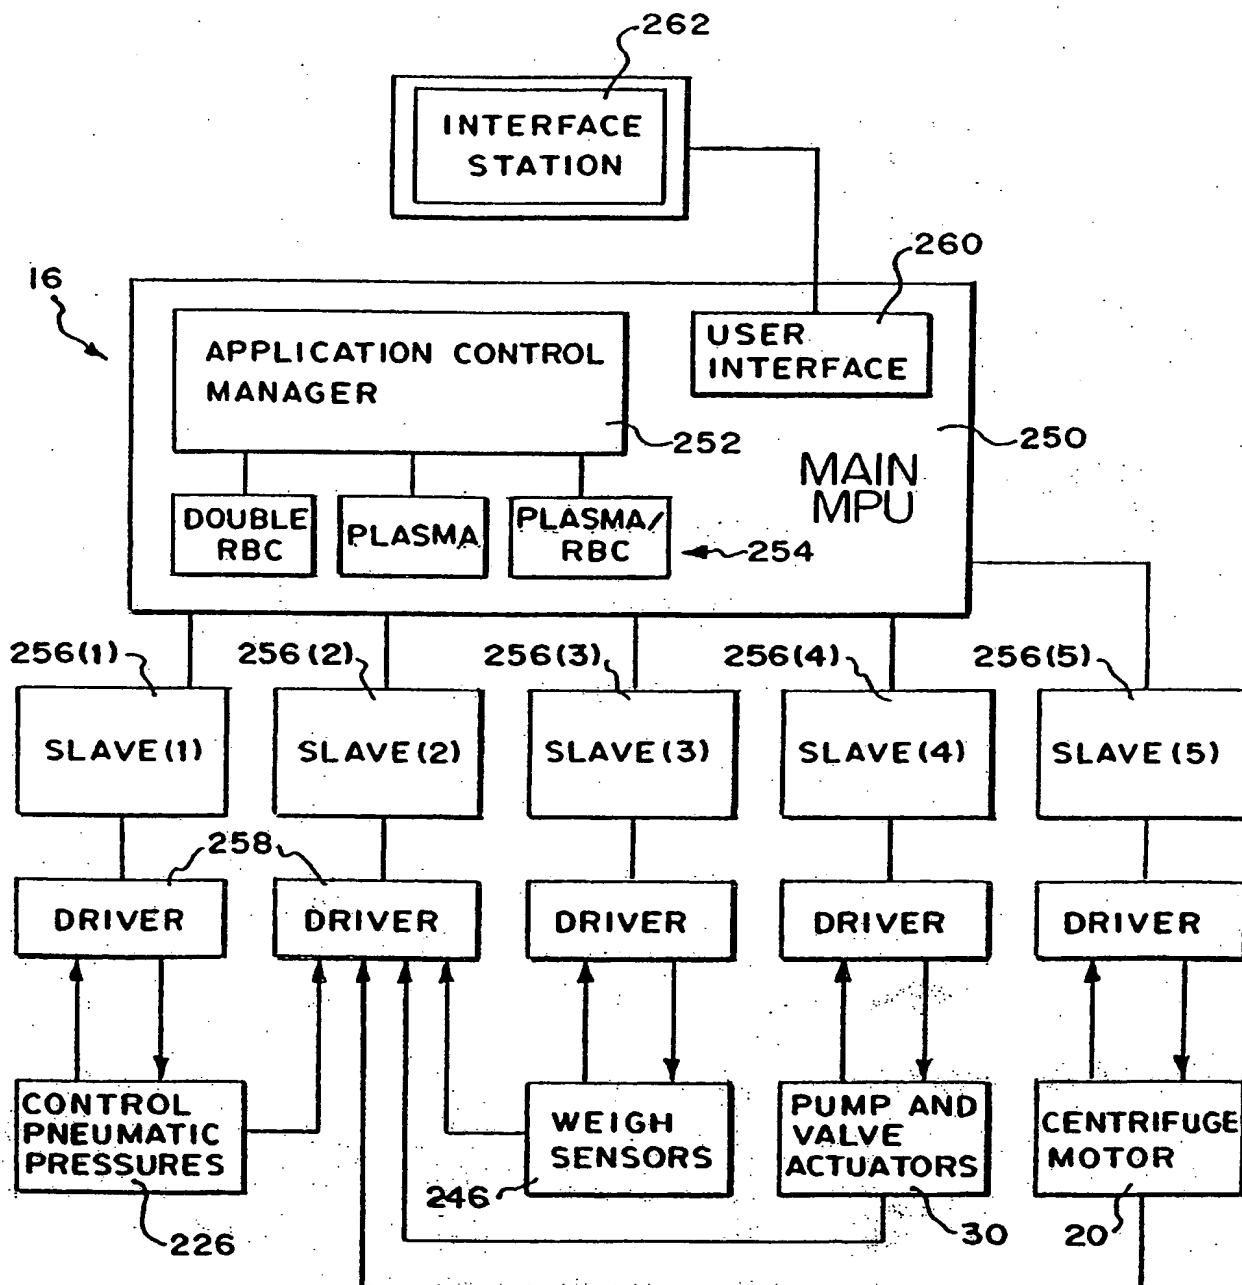 262
INTERFACE
STATION
260
16
APPLICATION CONTROL
MANAGER
USER
INTERFACE
252
250
MAIN
MPU
DOUBLE
RBC
PLASMA
PLASMA/
RBC
254
256(1)
256(2)
256(3)
256(4)
256(5)
SLAVE(1)
SLAVE(2)
SLAVE(3)
SLAVE(4)
SLAVE(5)
258
DRIVER
DRIVER
DRIVER
DRIVER
DRIVER
CONTROL
PNEUMATIC
PRESSURES
WEIGH
SENSORS
PUMP AND
VALVE
ACTUATORS
CENTRIFUGE
MOTOR
226
246
30
20